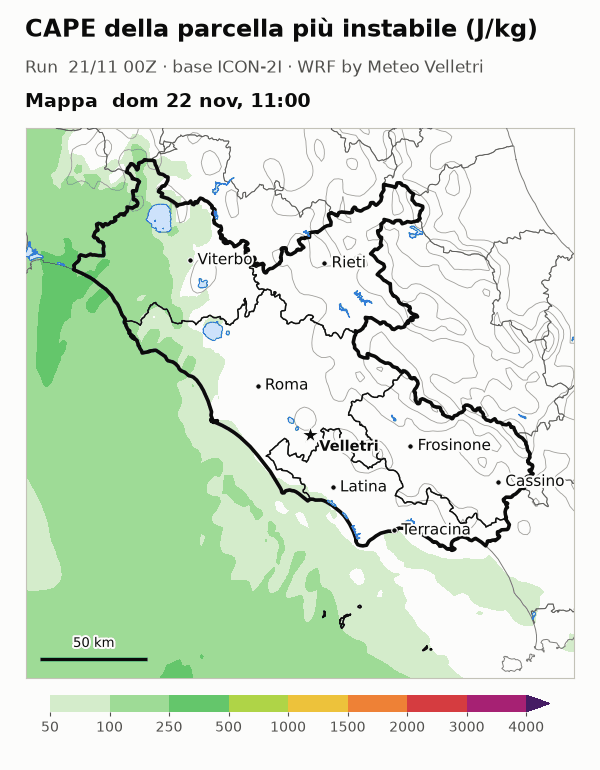 CAPE della parcella più instabile (J/kg)
Run  21/11 00Z · base ICON-2I · WRF by Meteo Velletri
Mappa  dom 22 nov, 11:00
Viterbo
Rieti
Roma
Velletri
Frosinone
Latina
Cassino
Terracina
50 km
50 100 250 500 1000 1500 2000 3000 4000